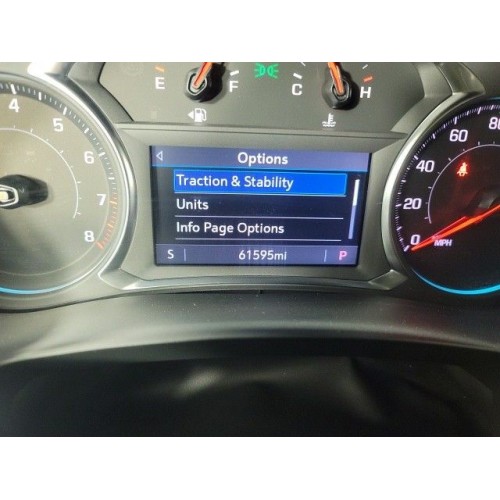 E F C H
Options
Traction & Stability
Units
Info Page Options
S 61595mi P
4
5
6
7
8
80
60
40
20
0
MPH